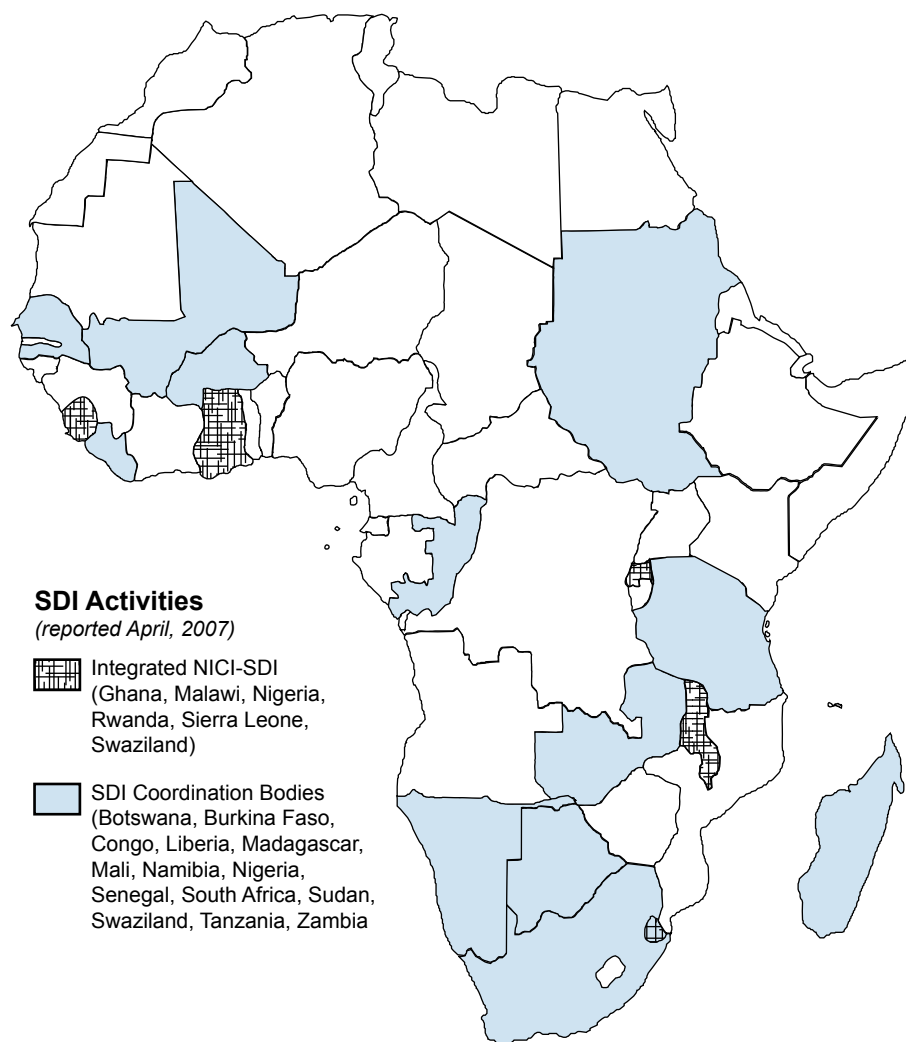 SDI Activities
(reported April, 2007)
Integrated NICI-SDI
(Ghana, Malawi, Nigeria,
Rwanda, Sierra Leone,
Swaziland)
SDI Coordination Bodies
(Botswana, Burkina Faso,
Congo, Liberia, Madagascar,
Mali, Namibia, Nigeria,
Senegal, South Africa, Sudan,
Swaziland, Tanzania, Zambia